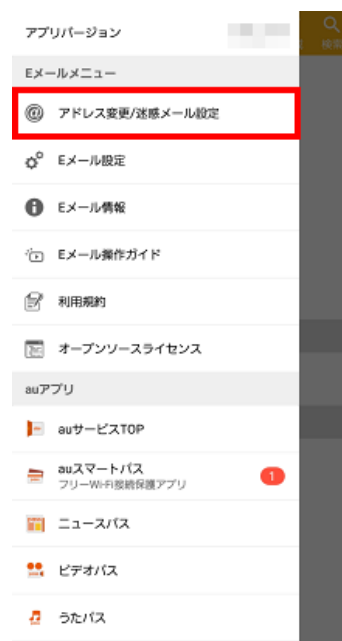 アプリバージョン
Eメールメニュー
アドレス変更/迷惑メール設定
Eメール設定
Eメール情報
Eメール操作ガイド
利用規約
オープンソースライセンス
auアプリ
auサービスTOP
auスマートパス
フリーWi-Fi接続保護アプリ
1
ニュースパス
ビデオパス
うたパス